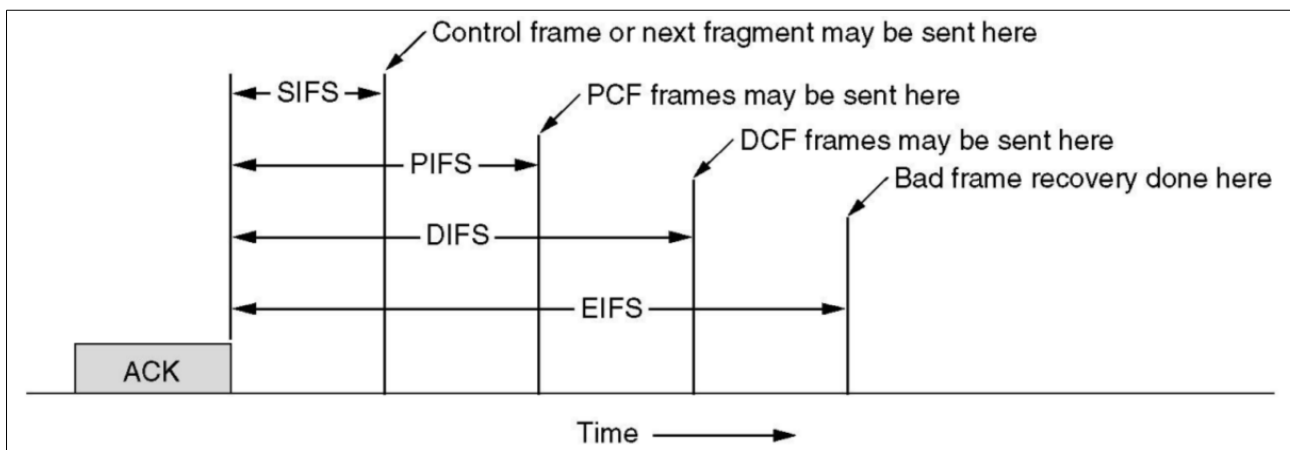 Control frame or next fragment may be sent here
SIFS
PCF frames may be sent here
PIFS
DCF frames may be sent here
Bad frame recovery done here
DIFS
EIFS
ACK
Time